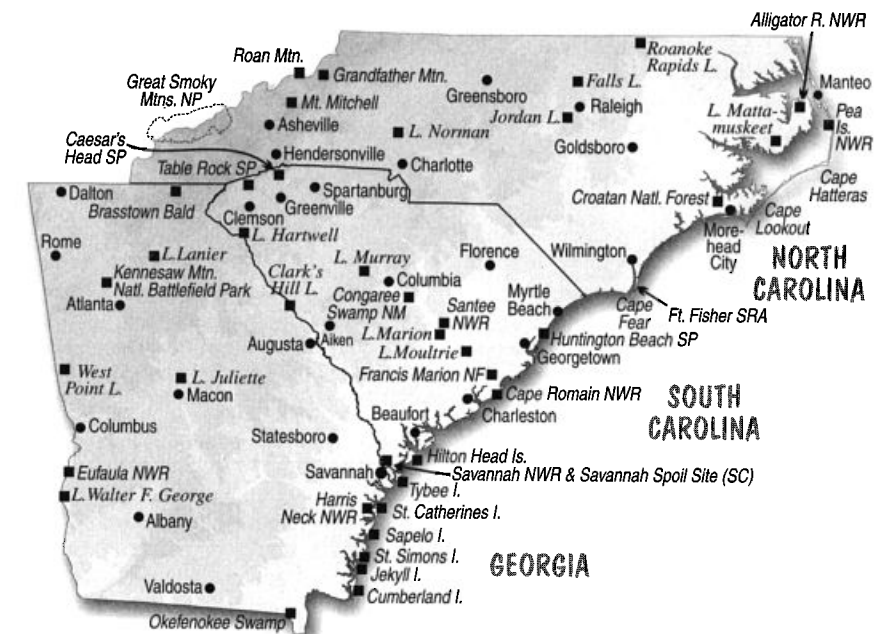 Alligator R. NWR
Roan Mtn.
Roanoke
Rapids L.
Great Smoky
Mtns. NP
Grandfather Mtn.
Falls L.
Manteo
Greensboro
Mt. Mitchell
Raleigh
Jordan L.
L. Matta-
muskeet
Pea
Is.
NWR
Asheville
L. Norman
Caesar's
Head SP
Hendersonville
Goldsboro
Charlotte
Table Rock SP
Cape
Hatteras
Dalton
Brasstown Bald
Spartanburg
Clemson
Greenville
Croatan Natl. Forest
Cape
Lookout
More-
head
City
L. Hartwell
Rome
L. Lanier
L. Murray
Florence
Wilmington
NORTH
CAROLINA
Kennesaw Mtn.
Natl. Battlefield Park
Clark's
Hill L.
Columbia
Congaree
Swamp NM
Santee
NWR
Myrtle
Beach
Cape
Fear
Ft. Fisher SRA
Atlanta
Aiken
L. Marion
Augusta
L. Moultrie
Huntington Beach SP
Georgetown
West
Point L.
L. Juliette
Macon
Francis Marion NF
Cape Romain NWR
SOUTH
CAROLINA
Beaufort
Charleston
Columbus
Statesboro
Hilton Head Is.
Eufaula NWR
Savannah
Savannah NWR & Savannah Spoil Site (SC)
Tybee I.
L. Walter F. George
Harris
Neck NWR
St. Catherines I.
Albany
Sapelo I.
St. Simons I.
GEORGIA
Jekyll I.
Valdosta
Cumberland I.
Okefenokee Swamp